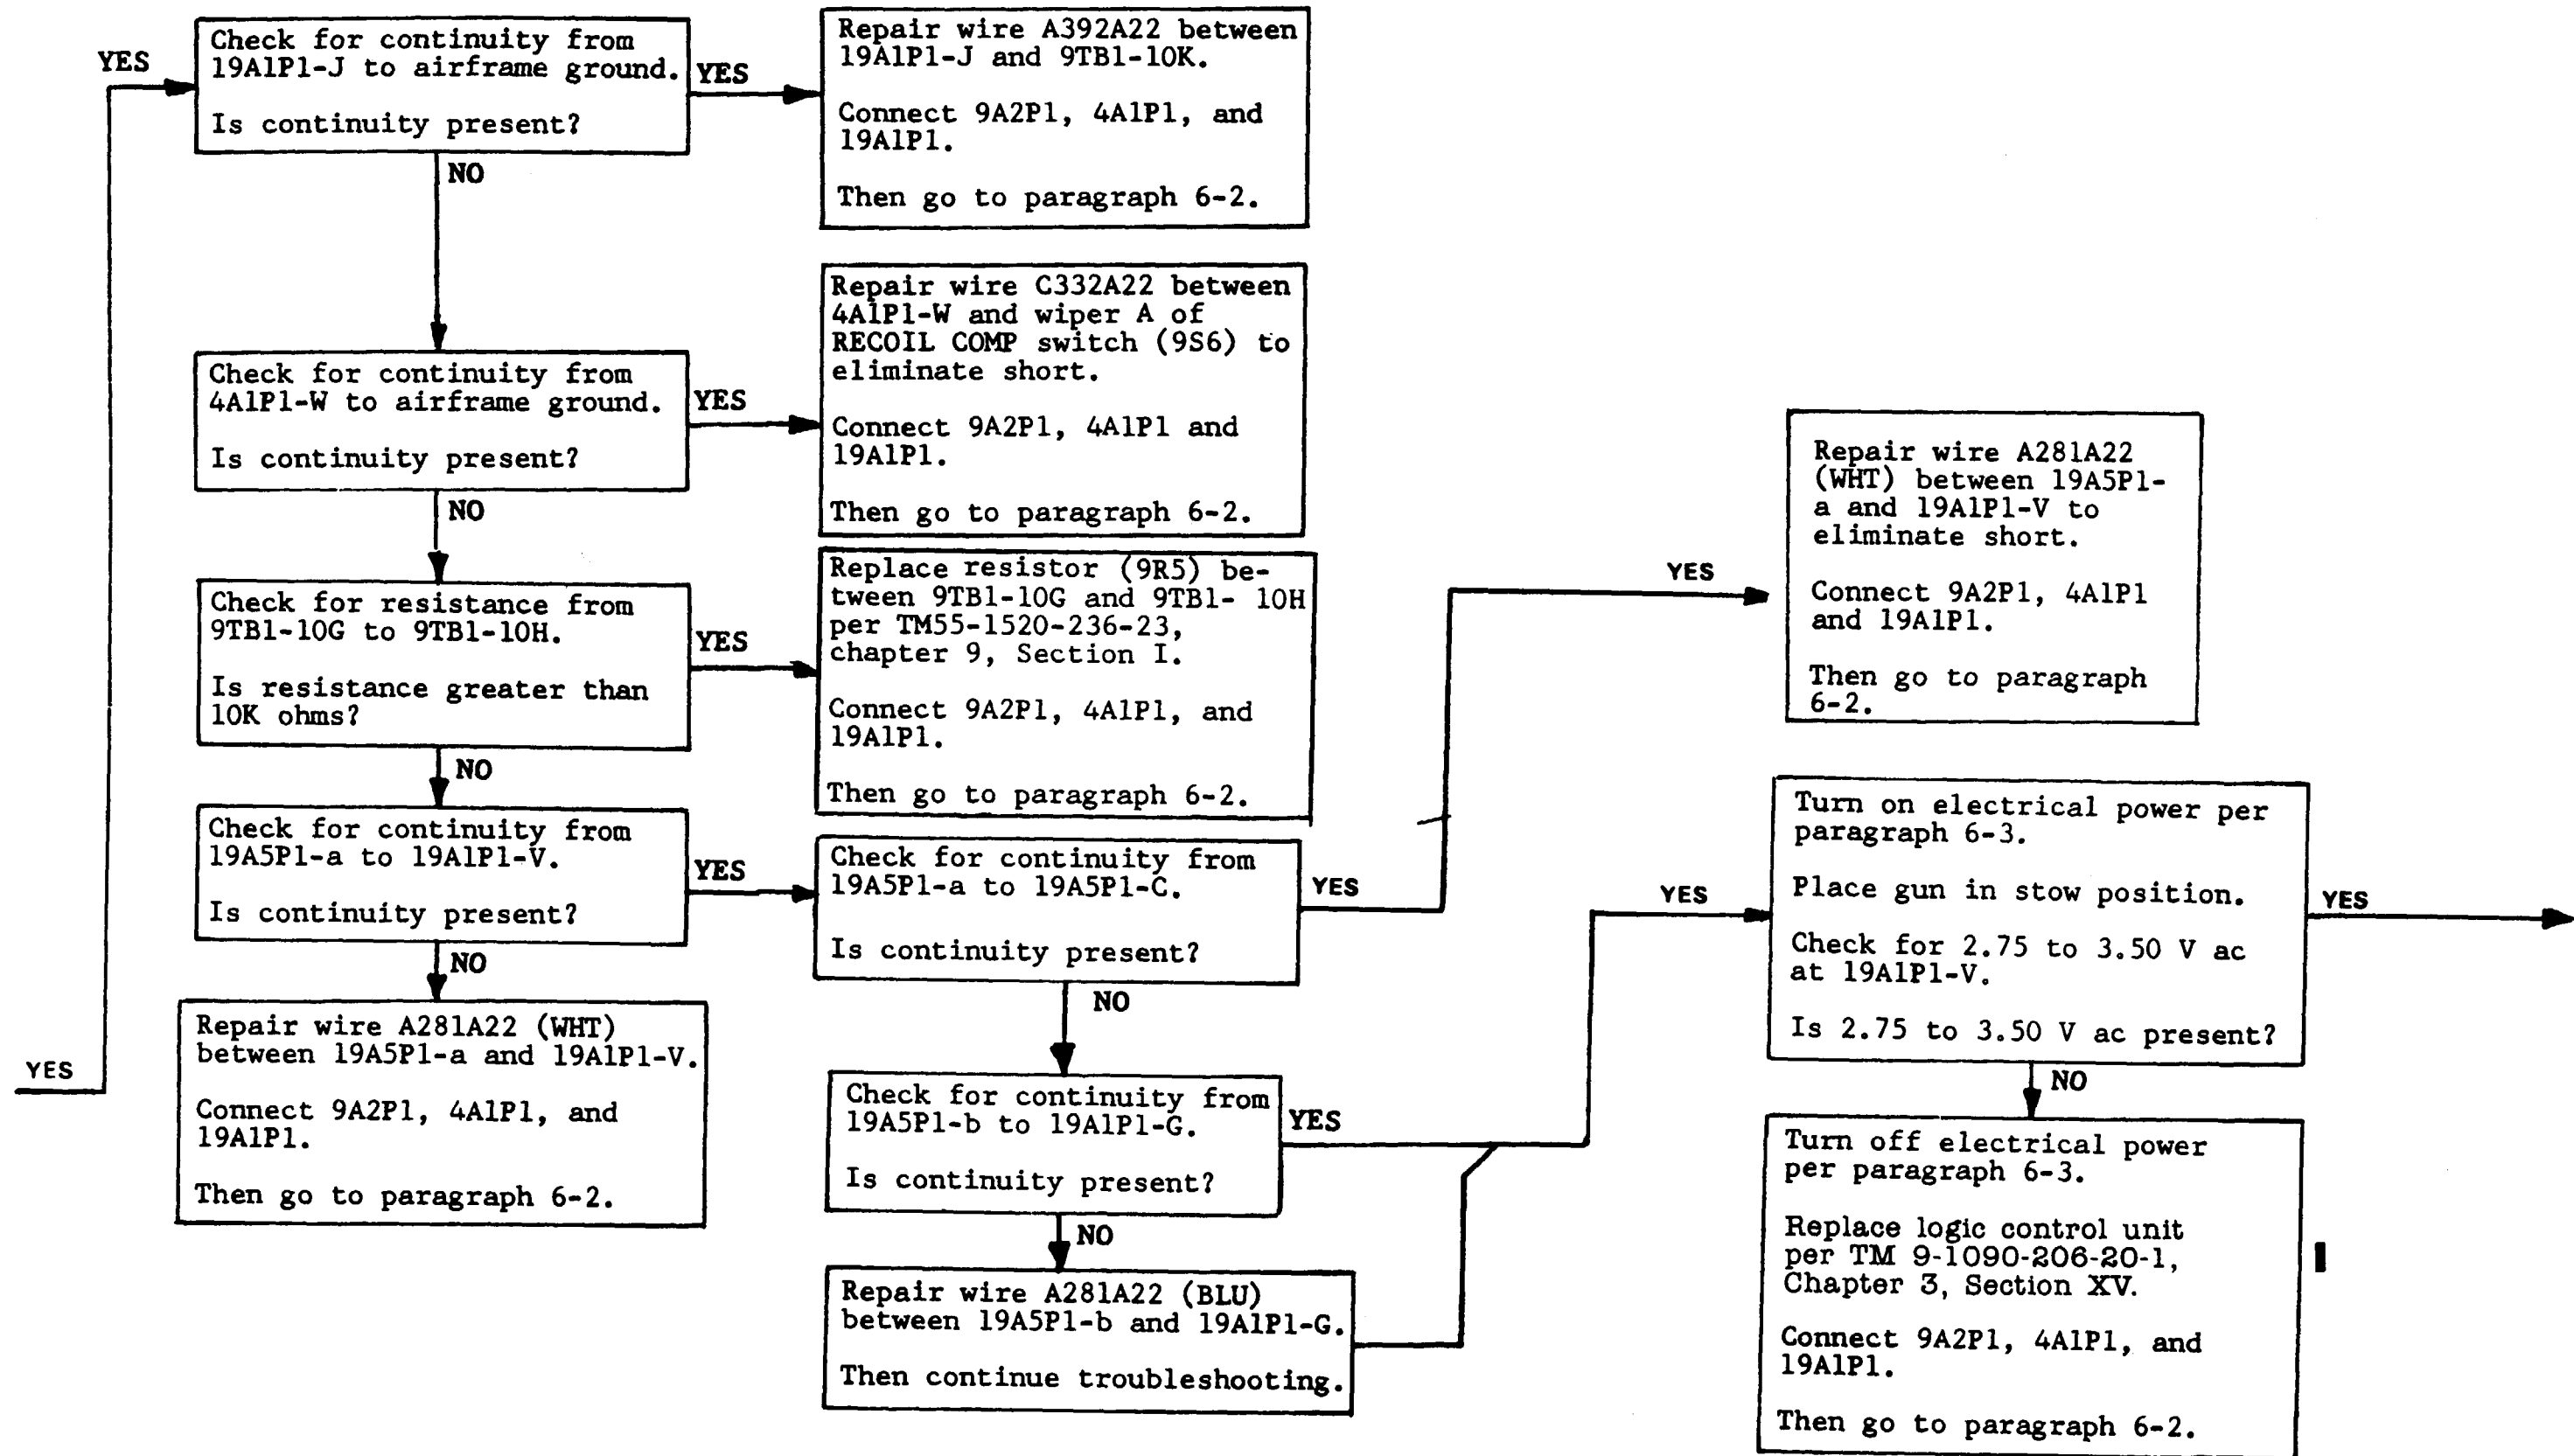 YES
Check for continuity from
19A1P1-J to airframe ground.
Is continuity present?
YES
NO
Repair wire A392A22 between
19A1P1-J and 9TB1-10K.
Connect 9A2P1, 4A1P1, and
19A1P1.
Then go to paragraph 6-2.
Check for continuity from
4A1P1-W to airframe ground.
Is continuity present?
YES
NO
Repair wire C332A22 between
4A1P1-W and wiper A of
RECOIL COMP switch (9S6) to
eliminate short.
Connect 9A2P1, 4A1P1 and
19A1P1.
Then go to paragraph 6-2.
Check for resistance from
9TB1-10G to 9TB1-10H.
Is resistance greater than
10K ohms?
YES
NO
Replace resistor (9R5) be-
tween 9TB1-10G and 9TB1- 10H
per TM55-1520-236-23,
chapter 9, Section I.
Connect 9A2P1, 4A1P1, and
19A1P1.
Then go to paragraph 6-2.
Check for continuity from
19A5P1-a to 19A1P1-V.
Is continuity present?
YES
NO
Repair wire A281A22 (WHT)
between 19A5P1-a and 19A1P1-V.
Connect 9A2P1, 4A1P1, and
19A1P1.
Then go to paragraph 6-2.
YES
Check for continuity from
19A5P1-a to 19A5P1-C.
Is continuity present?
YES
NO
Check for continuity from
19A5P1-b to 19A1P1-G.
Is continuity present?
YES
NO
Repair wire A281A22 (BLU)
between 19A5P1-b and 19A1P1-G.
Then continue troubleshooting.
YES
Repair wire A281A22
(WHT) between 19A5P1-
a and 19A1P1-V to
eliminate short.
Connect 9A2P1, 4A1P1
and 19A1P1.
Then go to paragraph
6-2.
YES
Turn on electrical power per
paragraph 6-3.
Place gun in stow position.
Check for 2.75 to 3.50 V ac
at 19A1P1-V.
Is 2.75 to 3.50 V ac present?
YES
NO
Turn off electrical power
per paragraph 6-3.
Replace logic control unit
per TM 9-1090-206-20-1,
Chapter 3, Section XV.
Connect 9A2P1, 4A1P1, and
19A1P1.
Then go to paragraph 6-2.